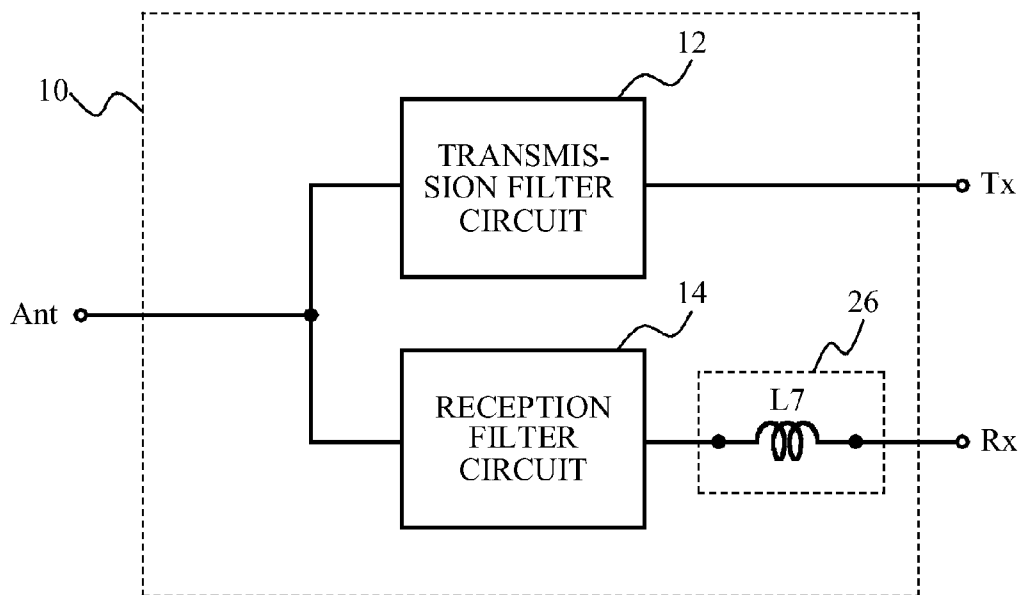 12
10
TRANSMIS-
SION FILTER
CIRCUIT
Tx
Ant
14
26
RECEPTION
FILTER
CIRCUIT
L7
Rx